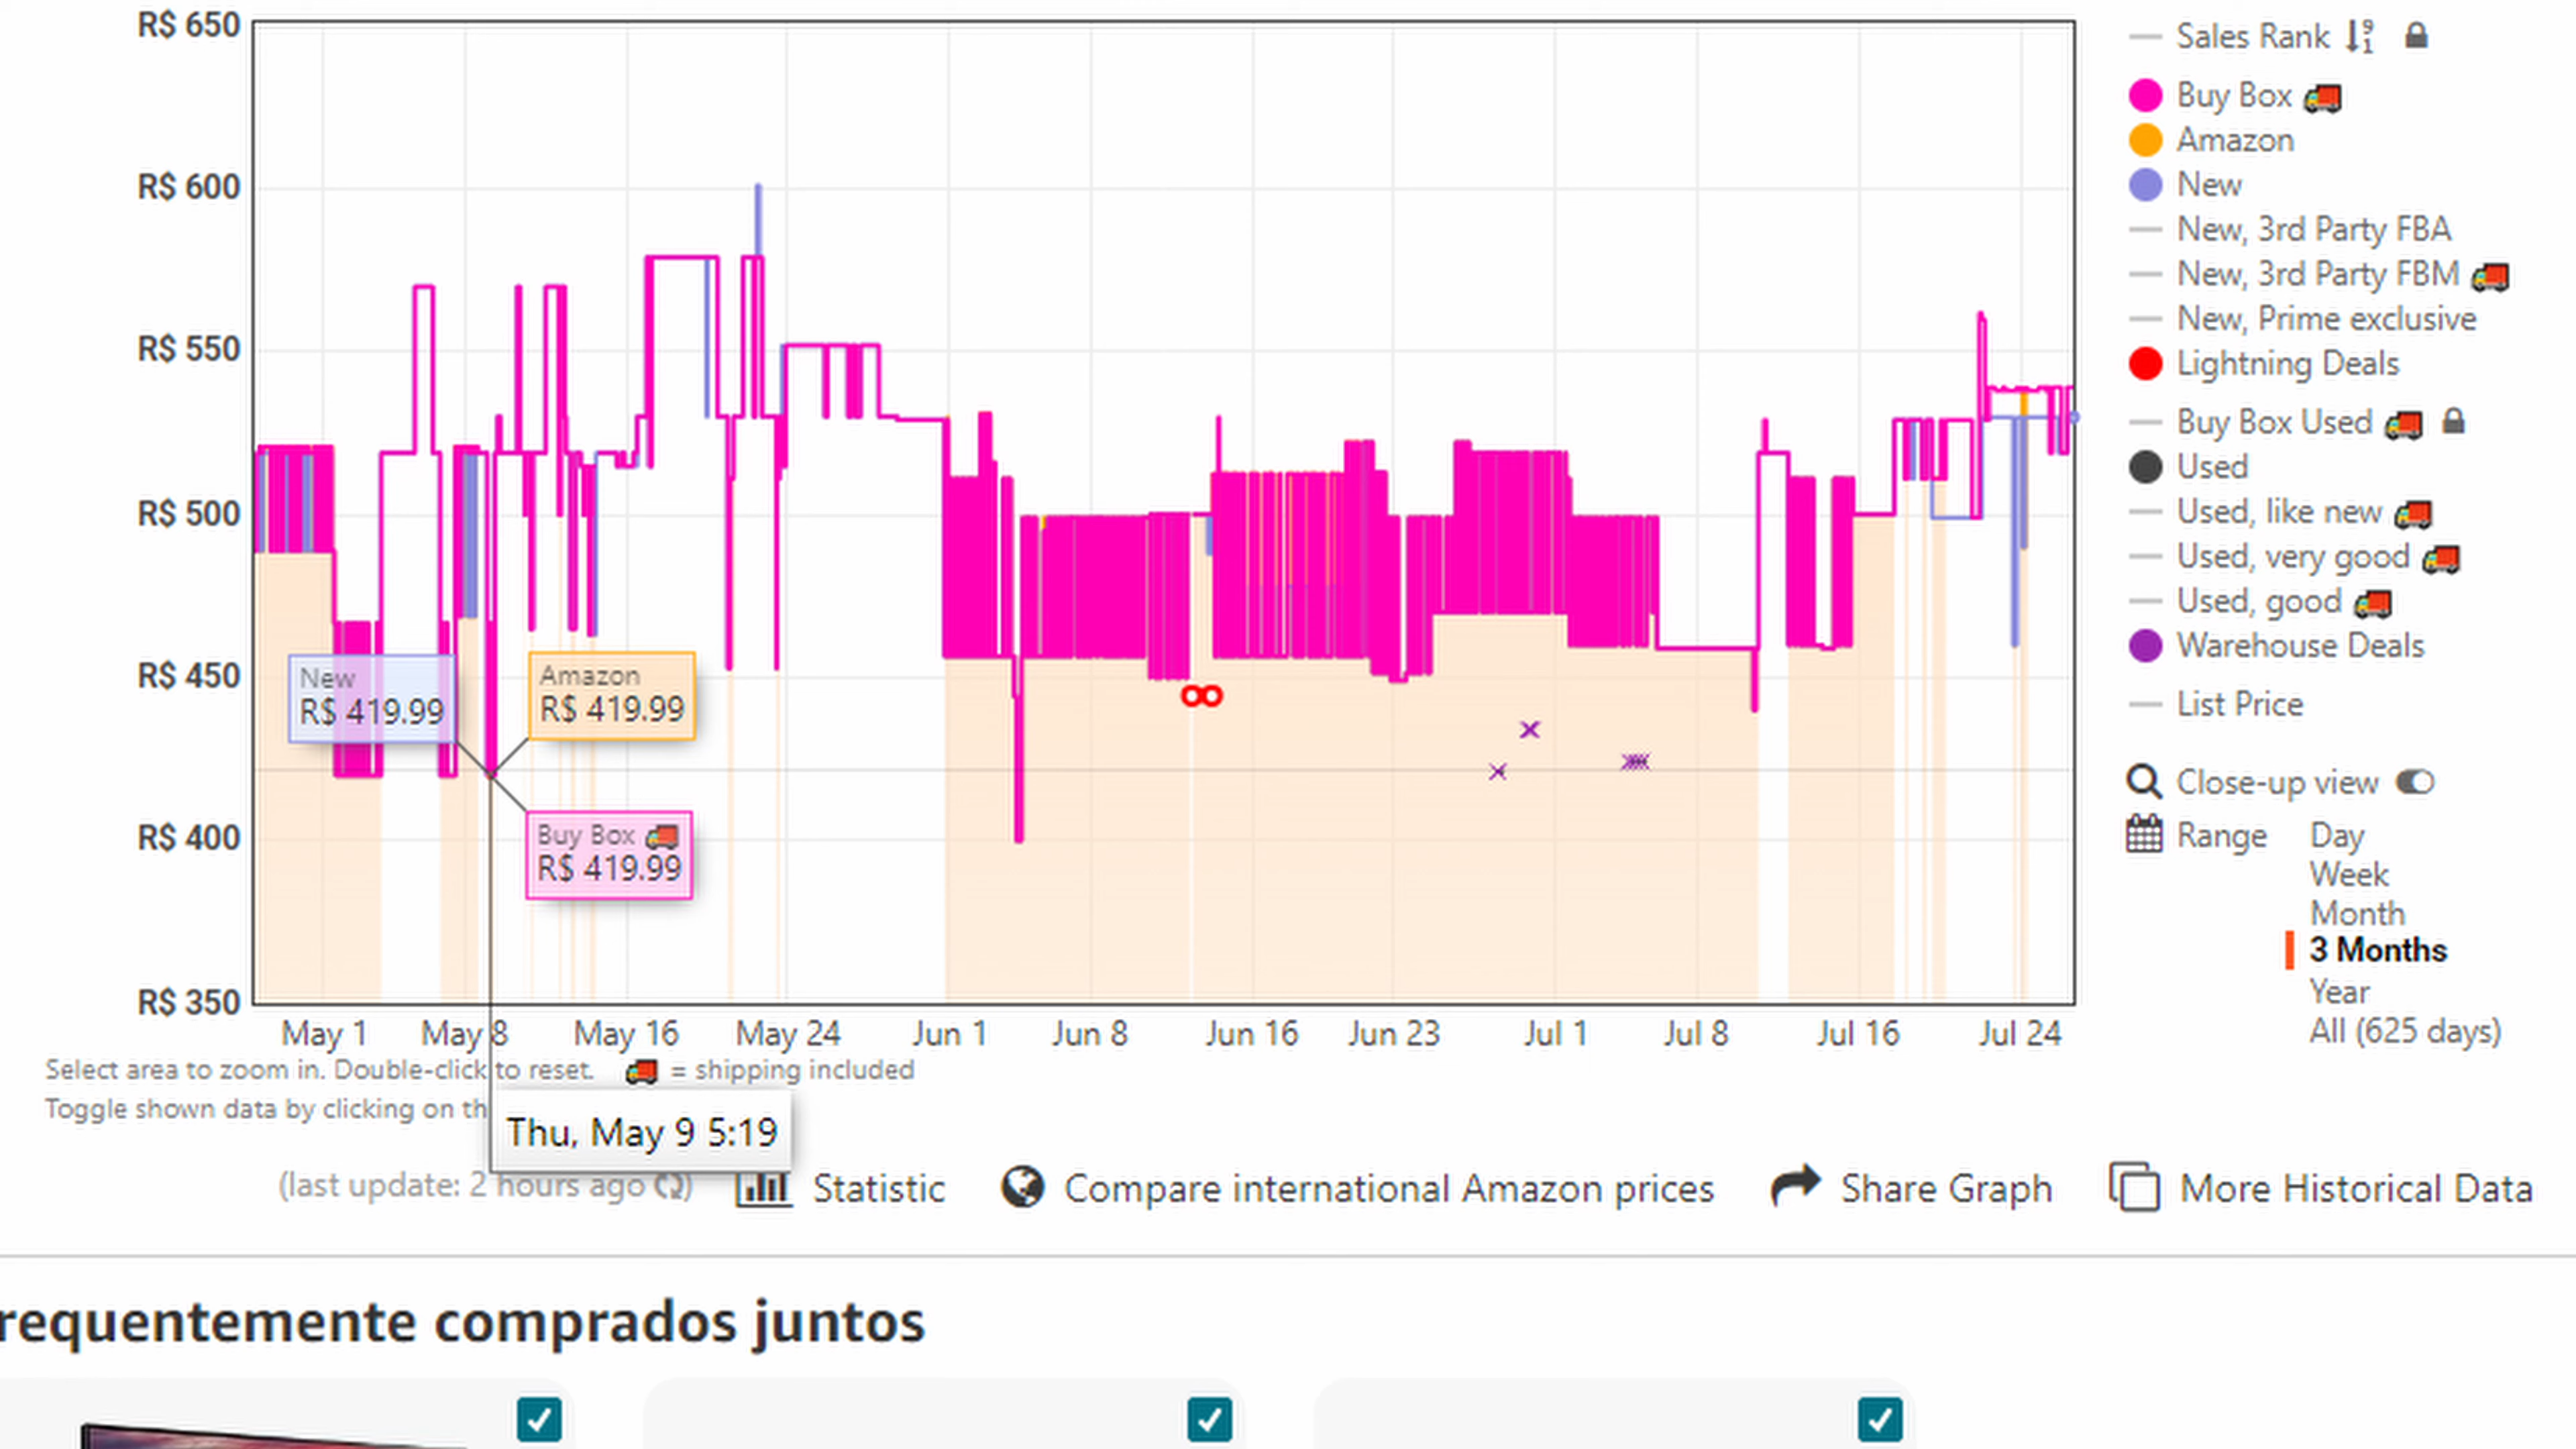 R$ 650
R$ 600
R$ 550
R$ 500
R$ 450
R$ 400
R$ 350
New
R$ 419.99
Amazon
R$ 419.99
Buy Box
R$ 419.99
May 1 May 8 May 16 May 24 Jun 1 Jun 8 Jun 16 Jun 23 Jul 1 Jul 8 Jul 16 Jul 24
Sales Rank
Buy Box
Amazon
New
New, 3rd Party FBA
New, 3rd Party FBM
New, Prime exclusive
Lightning Deals
Buy Box Used
Used
Used, like new
Used, very good
Used, good
Warehouse Deals
List Price
Close-up view
Range
Day
Week
Month
3 Months
Year
All (625 days)
Select area to zoom in. Double-click to reset. = shipping included
Toggle shown data by clicking on th
Thu, May 9 5:19
(last update: 2 hours ago )
Statistic
Compare international Amazon prices
Share Graph
More Historical Data
requentemente comprados juntos